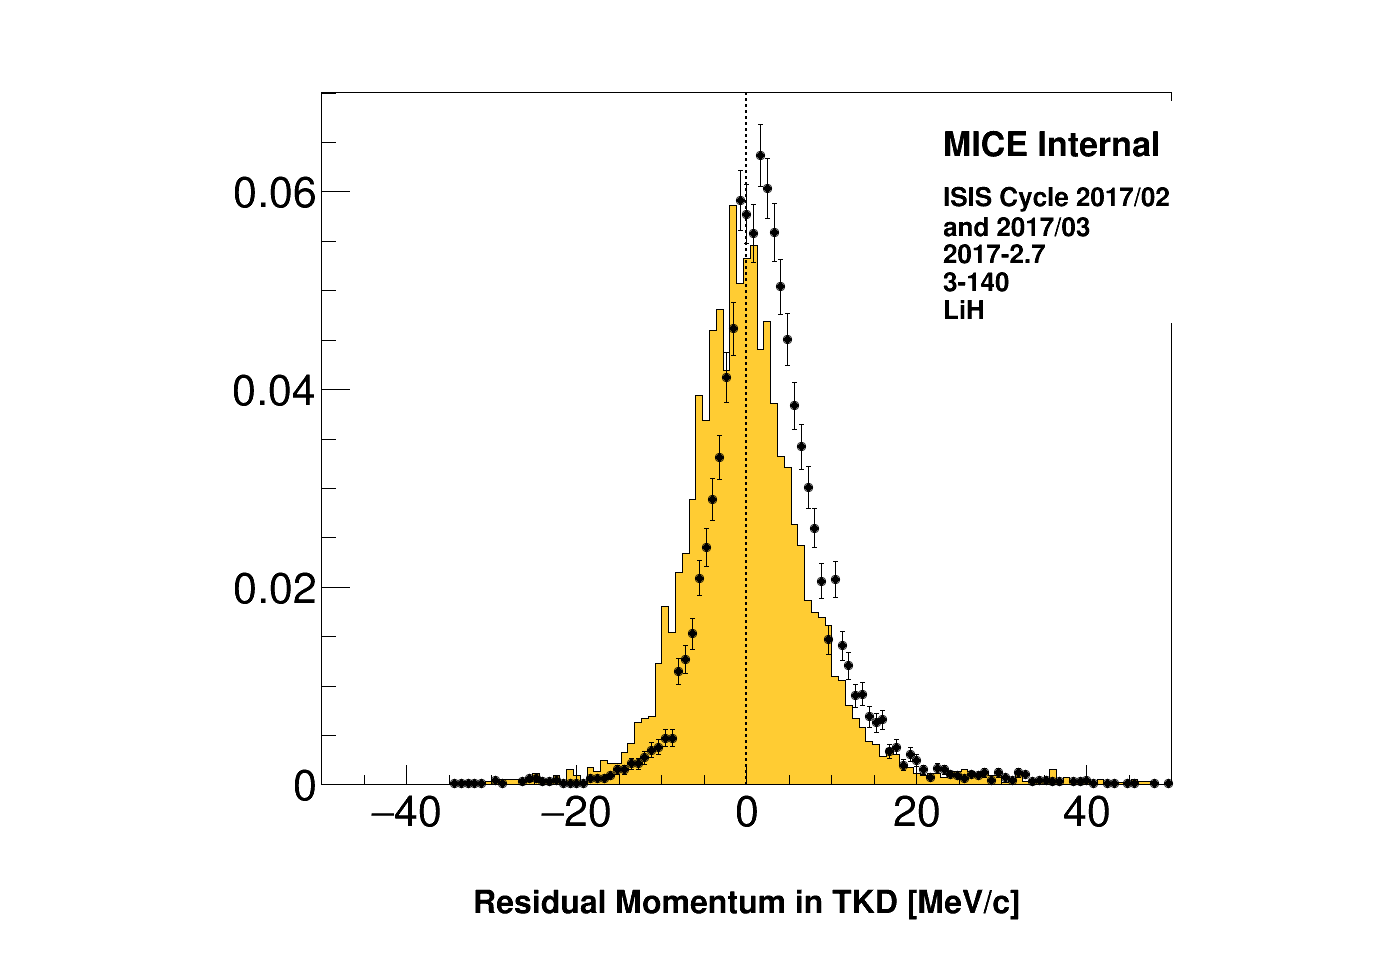 MICE Internal
ISIS Cycle 2017/02
and 2017/03
2017-2.7
3-140
LiH
0.06
0.04
0.02
0
−40 −20 0 20 40
Residual Momentum in TKD [MeV/c]